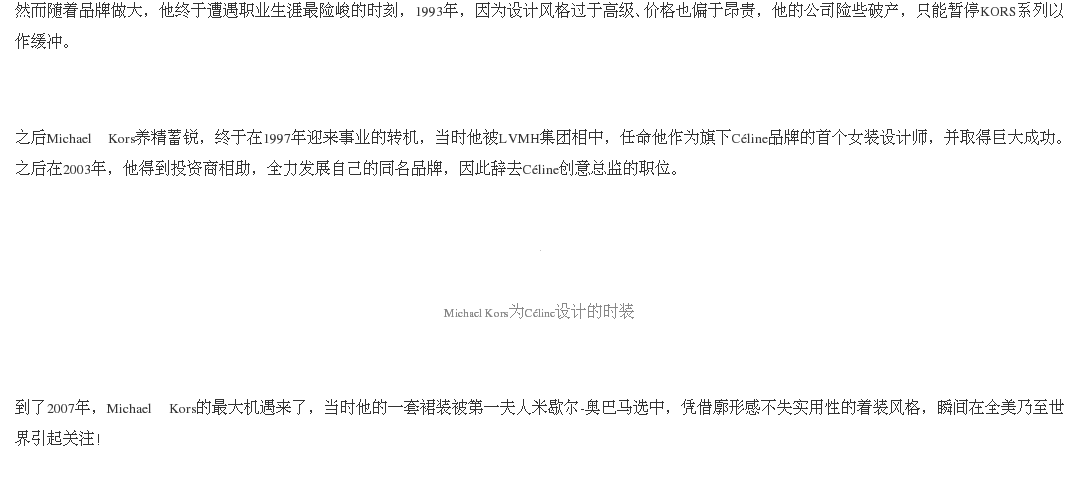 然而随着品牌做大，他终于遭遇职业生涯最险峻的时刻，1993年，因为设计风格过于高级、价格也偏于昂贵，他的公司险些破产，只能暂停KORS系列以
作缓冲。
之后Michael Kors养精蓄锐，终于在1997年迎来事业的转机，当时他被LVMH集团相中，任命他作为旗下Céline品牌的首个女装设计师，并取得巨大成功。
之后在2003年，他得到投资商相助，全力发展自己的同名品牌，因此辞去Céline创意总监的职位。
Michael Kors为Céline设计的时装
到了2007年，Michael Kors的最大机遇来了，当时他的一套裙装被第一夫人米歇尔-奥巴马选中，凭借廓形感不失实用性的着装风格，瞬间在全美乃至世
界引起关注！